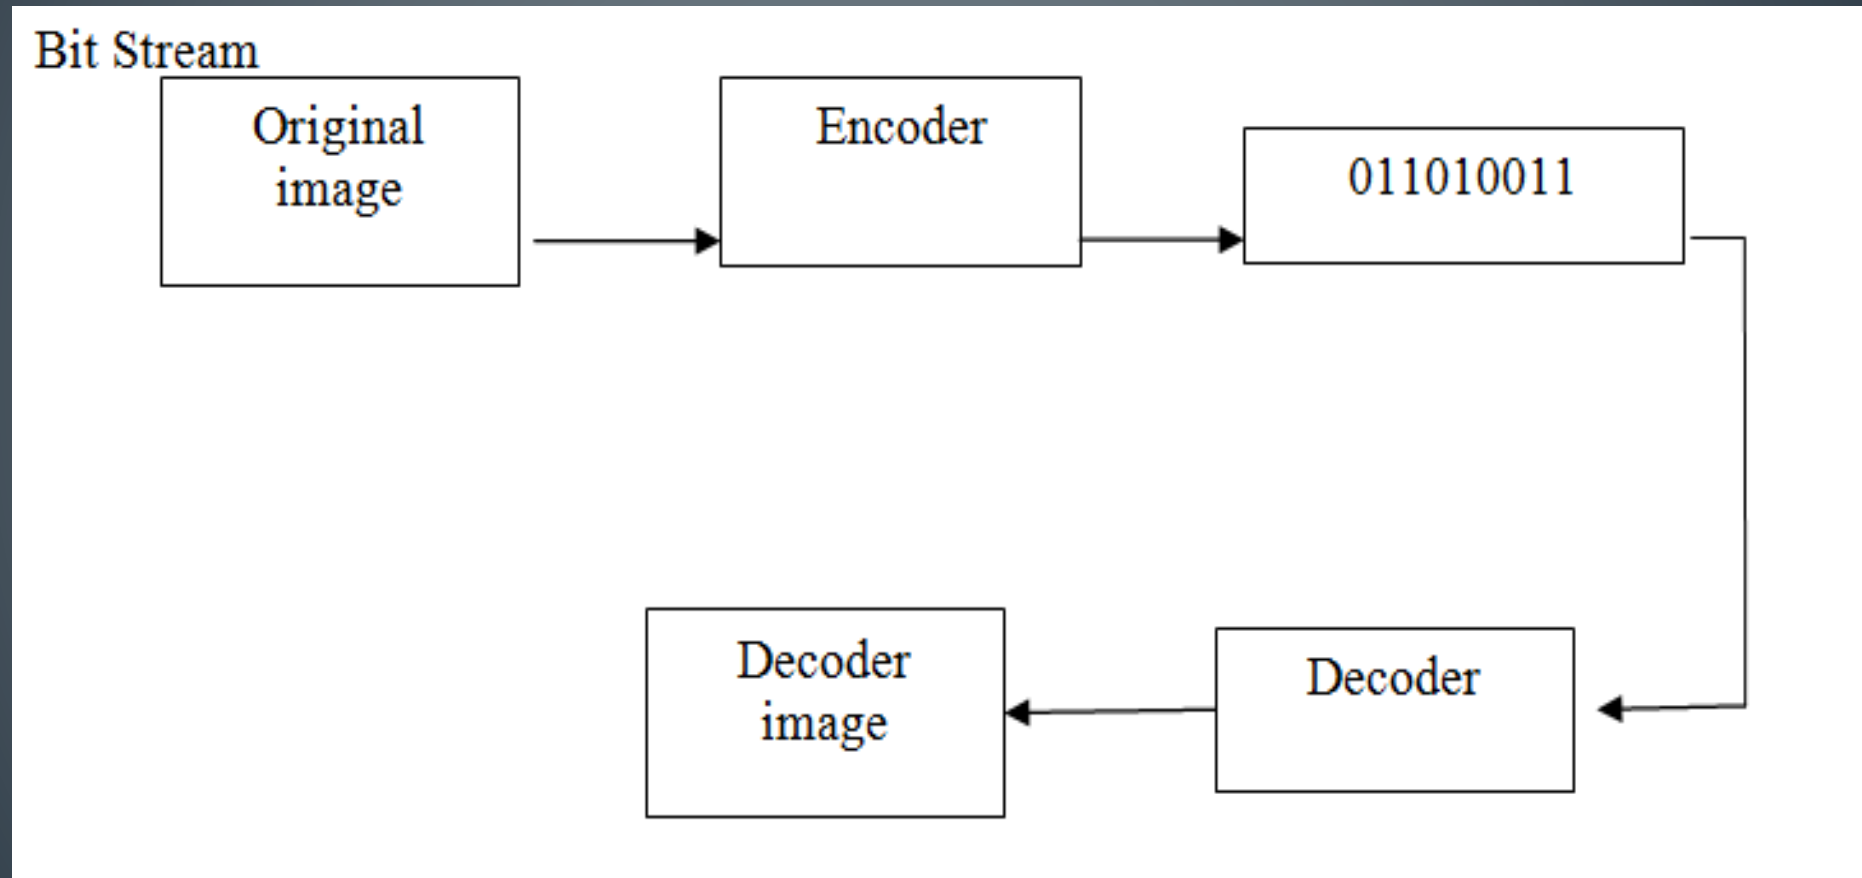 Bit Stream
Original
image
Encoder
011010011
Decoder
image
Decoder